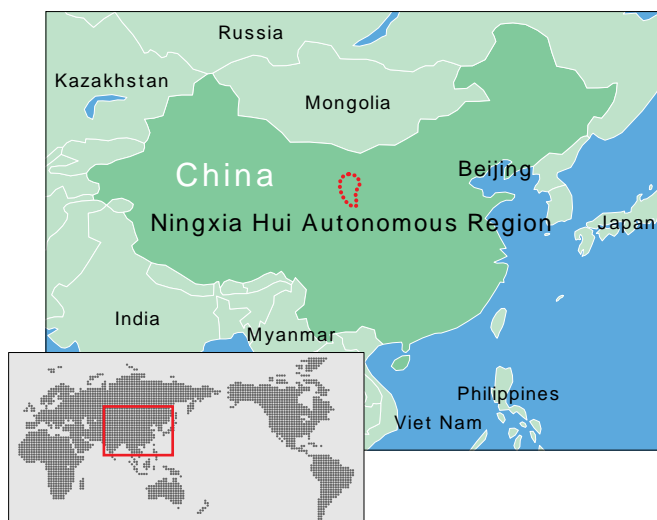 Russia
Kazakhstan
Mongolia
China
Beijing
Ningxia Hui Autonomous Region
Japan
India
Myanmar
Philippines
Viet Nam